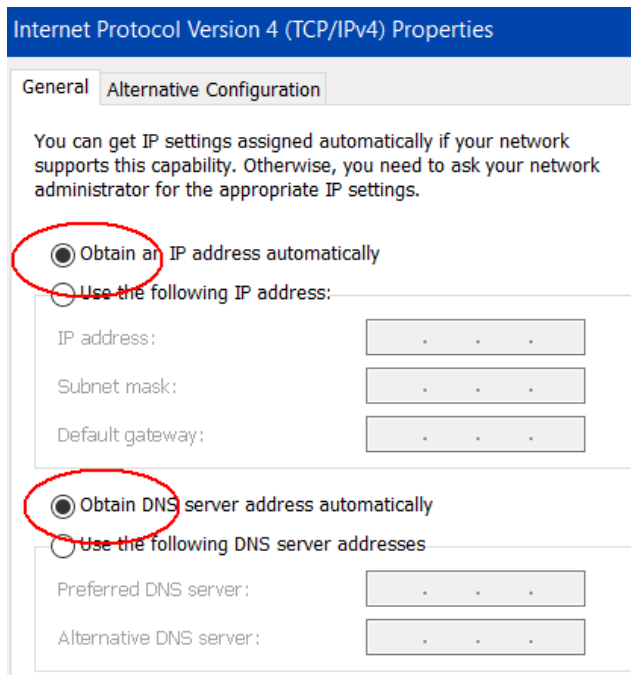 Internet Protocol Version 4 (TCP/IPv4) Properties
General
Alternative Configuration
You can get IP settings assigned automatically if your network
supports this capability. Otherwise, you need to ask your network
administrator for the appropriate IP settings.
Obtain an IP address automatically
Use the following IP address:
IP address:
Subnet mask:
Default gateway:
Obtain DNS server address automatically
Use the following DNS server addresses
Preferred DNS server:
Alternative DNS server: